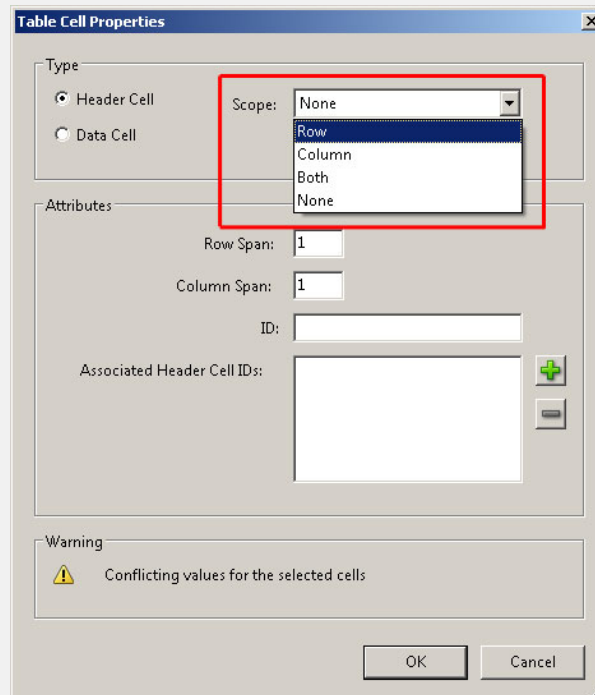 Table Cell Properties
Type
Header Cell
Scope: None
Data Cell
Row
Column
Both
None
Attributes
Row Span: 1
Column Span: 1
ID:
Associated Header Cell IDs:
Warning
Conflicting values for the selected cells
OK Cancel